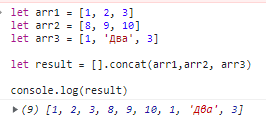 let arr1 = [1, 2, 3]
let arr2 = [8, 9, 10]
let arr3 = [1, 'Два', 3]
let result = [].concat(arr1,arr2, arr3)
console.log(result)
(9) [1, 2, 3, 8, 9, 10, 1, 'Два', 3]